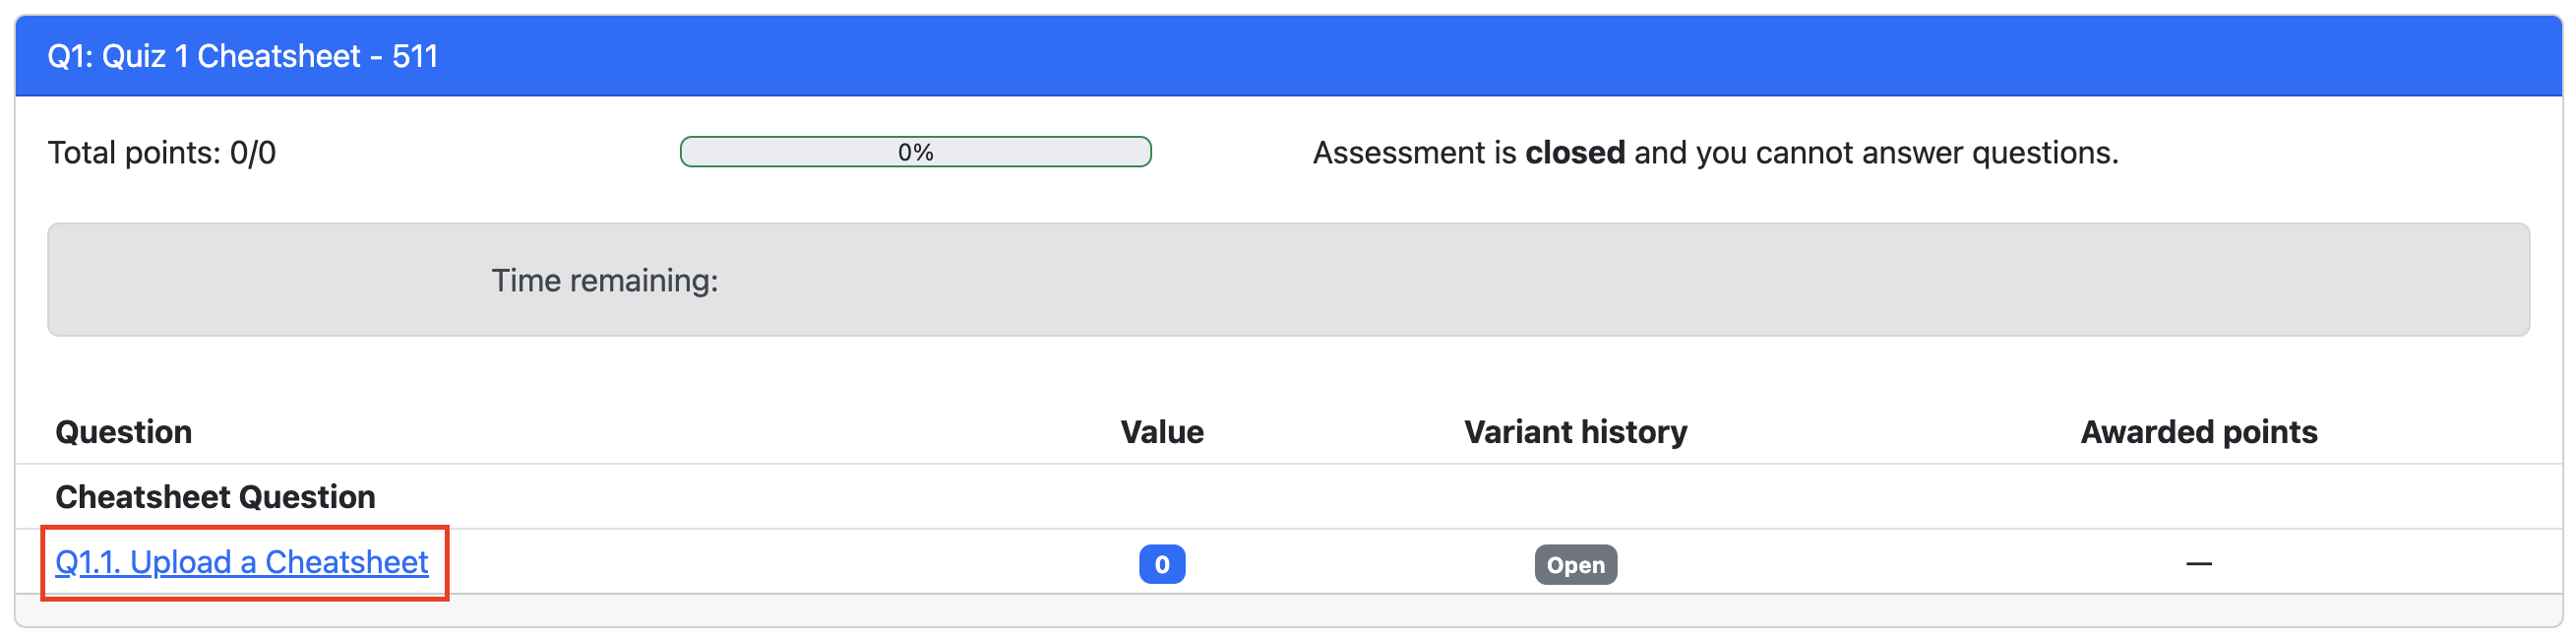 Q1: Quiz 1 Cheatsheet - 511
Total points: 0/0
0%
Assessment is closed and you cannot answer questions.
Time remaining:
Question Value Variant history Awarded points
Cheatsheet Question
Q1.1. Upload a Cheatsheet 0 Open —